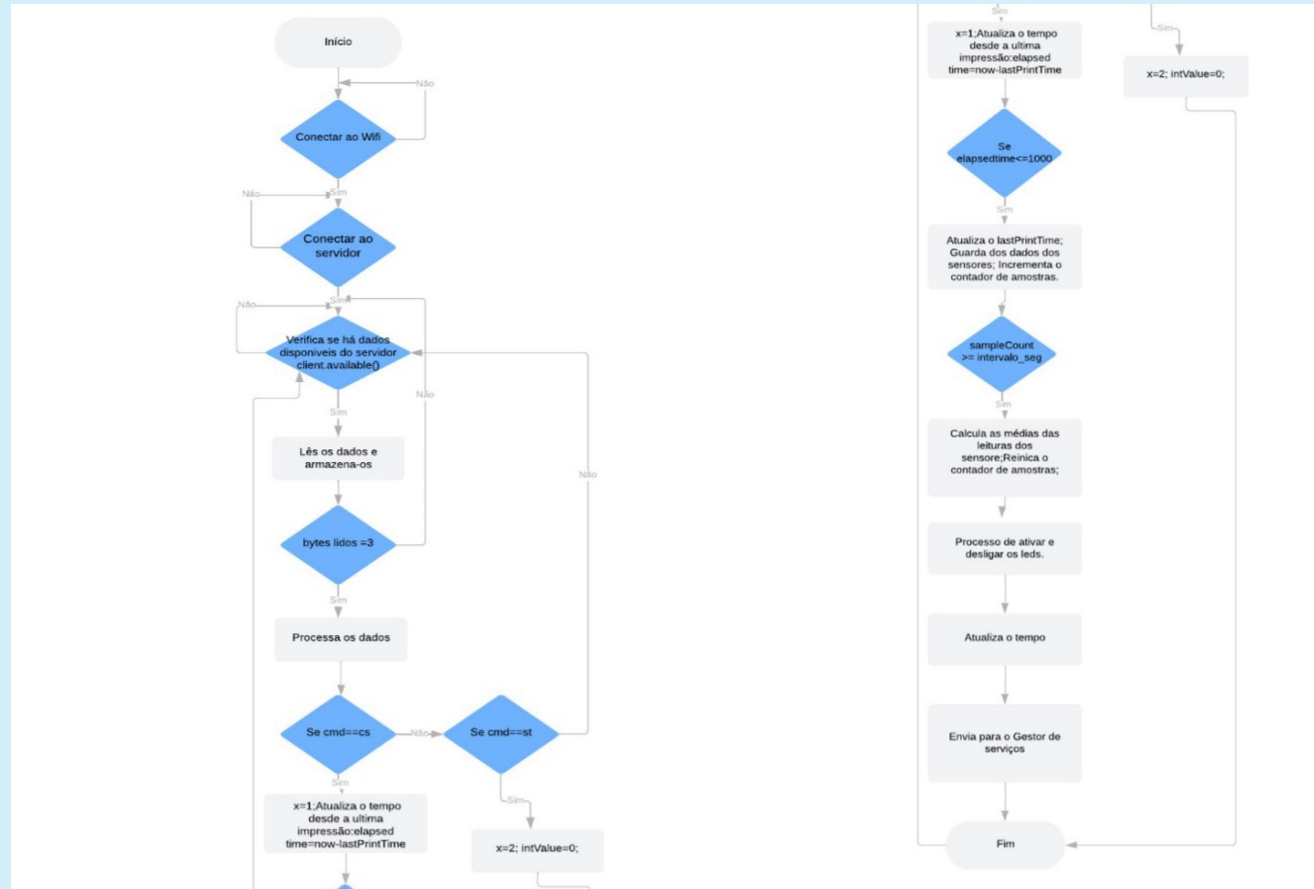 Início
Não
Conectar ao Wifi
Não
Sim
Conectar ao
servidor
Sim
Não
Verifica se há dados
disponiveis do servidor
client.available()
Não
Sim
Lês os dados e
armazena-os
Não
bytes lidos =3
Sim
Processa os dados
Se cmd==cs
Não
Se cmd==st
Sim
x=1;Atualiza o tempo
desde a ultima
impressão:elapsed
time=now-lastPrintTime
Sim
x=2; intValue=0;
Sim
x=1;Atualiza o tempo
desde a ultima
impressão:elapsed
time=now-lastPrintTime
Sim
x=2; intValue=0;
Se
elapsedtime<=1000
Sim
Atualiza o lastPrintTime;
Guarda dos dados dos
sensores; Incrementa o
contador de amostras.
sampleCount
>= intervalo_seg
Sim
Calcula as médias das
leituras dos
sensore;Reinica o
contador de amostras;
Processo de ativar e
desligar os leds.
Atualiza o tempo
Envia para o Gestor de
serviços
Fim